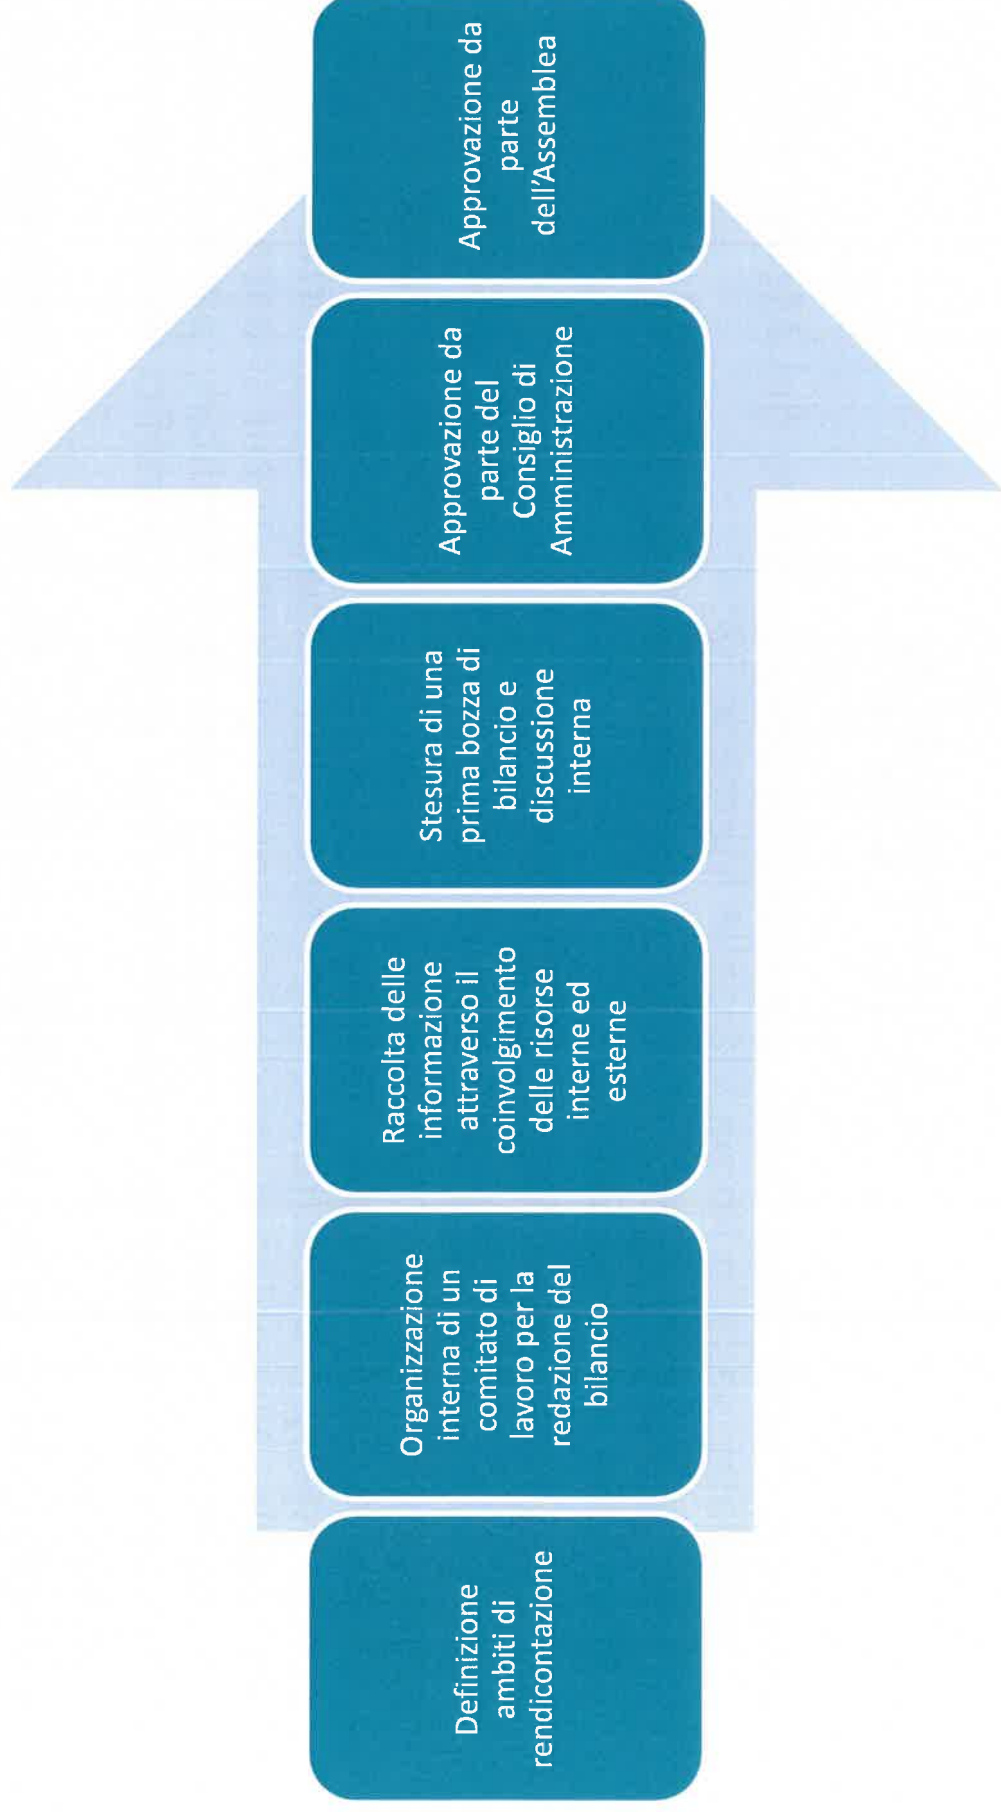 Definizione
ambiti di
rendicontazione
Organizzazione
interna di un
comitato di
lavoro per la
redazione del
bilancio
Raccolta delle
informazione
attraverso il
coinvolgimento
delle risorse
interne ed
esterne
Stesura di una
prima bozza di
bilancio e
discussione
interna
Approvazione da
parte del
Consiglio di
Amministrazione
Approvazione da
parte
dell'Assemblea